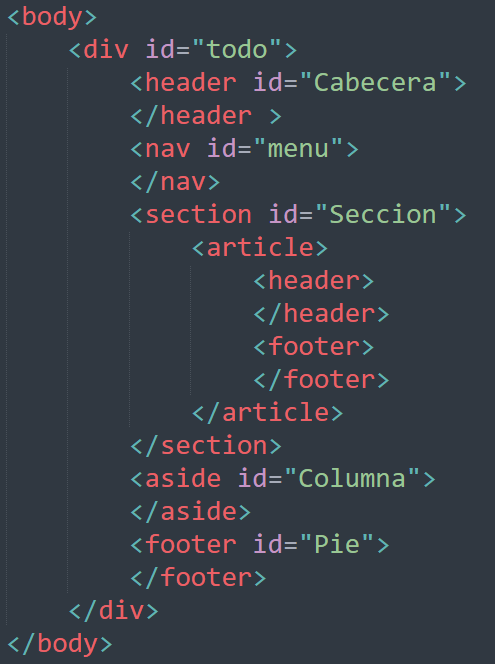 <body>
    <div id="todo">
        <header id="Cabecera">
        </header >
        <nav id="menu">
        </nav>
        <section id="Seccion">
            <article>
                <header>
                </header>
                <footer>
                </footer>
            </article>
        </section>
        <aside id="Columna">
        </aside>
        <footer id="Pie">
        </footer>
    </div>
</body>